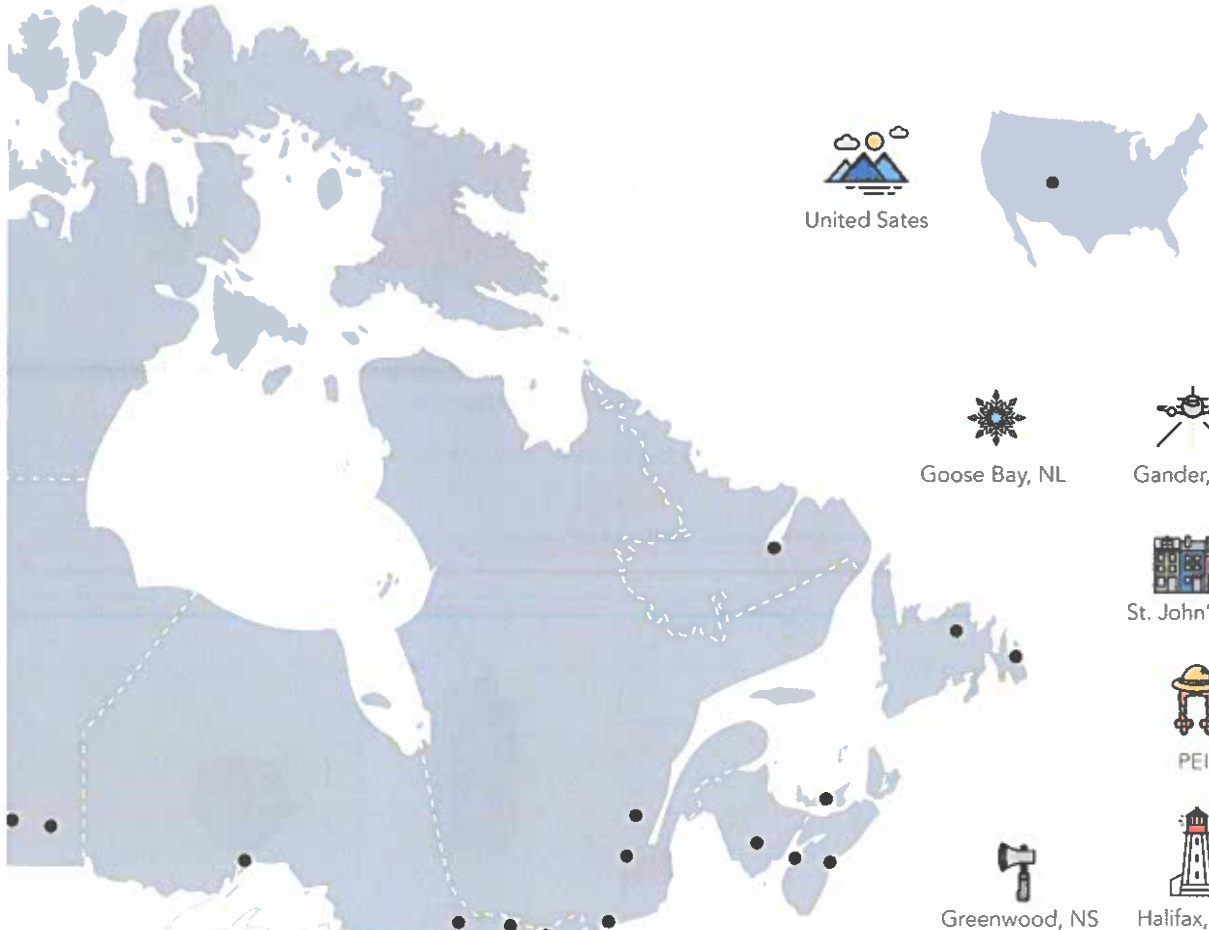 United Sates
Goose Bay, NL
Gander,
St. John'
PEI
Greenwood, NS
Halifax,